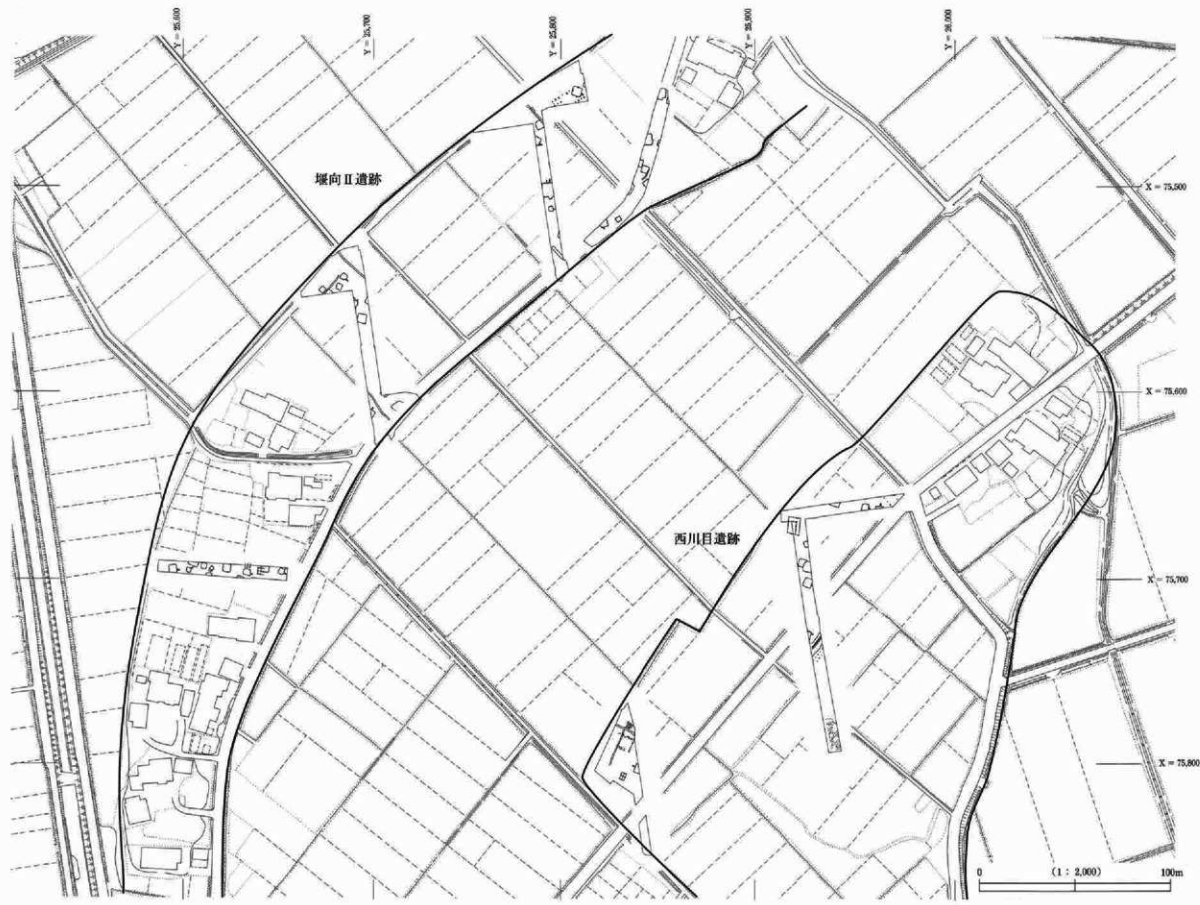 Y = 25,600
Y = 25,700
Y = 25,800
Y = 25,900
Y = 26,000
堰向Ⅱ遺跡
X = 75,500
X = 75,600
西川目遺跡
X = 75,700
X = 75,800
0 (1：2,000) 100m